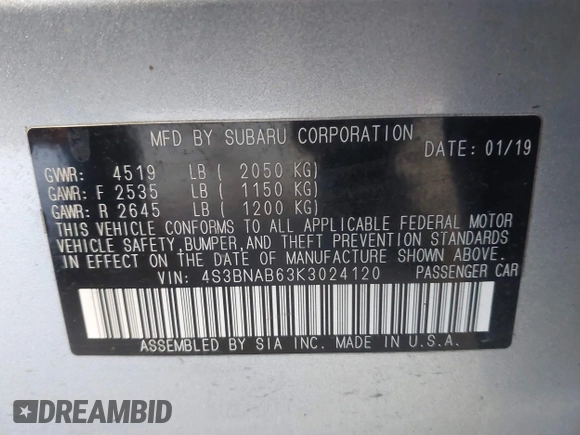 MFD BY SUBARU CORPORATION
DATE: 01/19
GVWR: 4519 LB ( 2050 KG)
GAWR: F 2535 LB ( 1150 KG)
GAWR: R 2645 LB ( 1200 KG)
THIS VEHICLE CONFORMS TO ALL APPLICABLE FEDERAL MOTOR
VEHICLE SAFETY, BUMPER, AND THEFT PREVENTION STANDARDS
IN EFFECT ON THE DATE OF MANUFACTURE SHOWN ABOVE.
VIN: 4S3BNAB63K3024120 PASSENGER CAR
ASSEMBLED BY SIA INC. MADE IN U.S.A.
DREAMBID